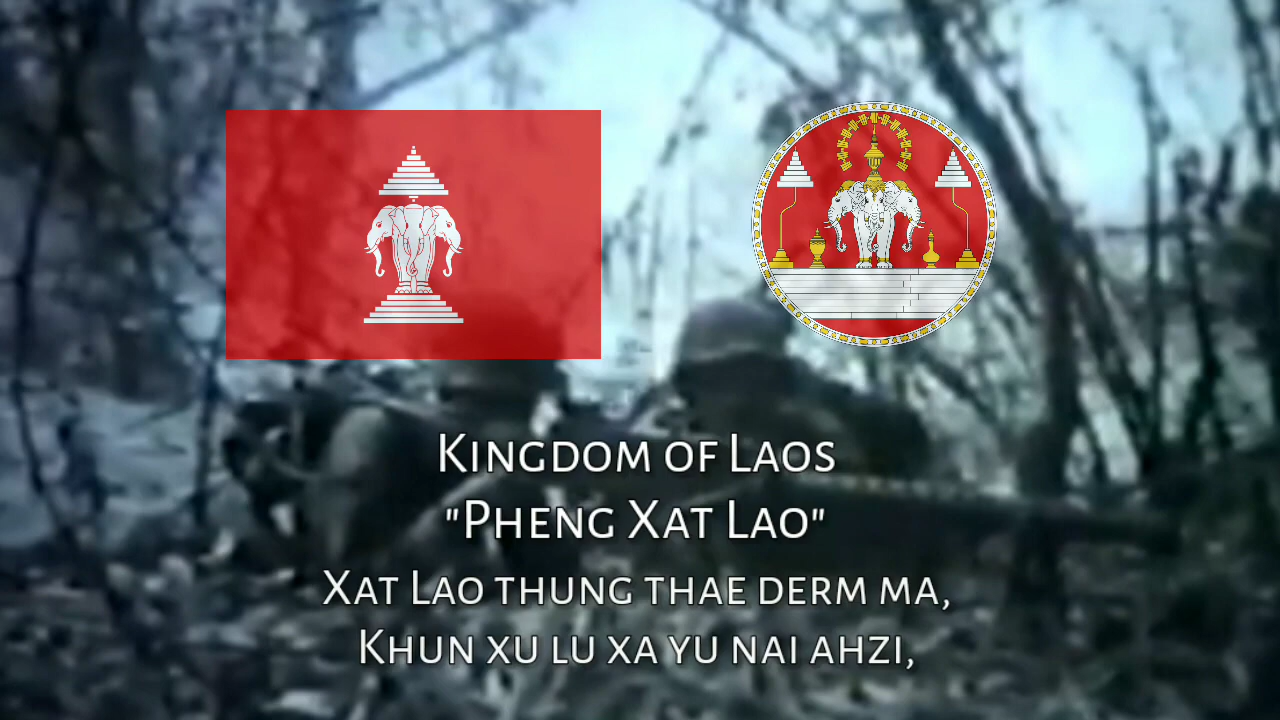 Kingdom of Laos
"Pheng Xat Lao"
Xat Lao thung thae derm ma,
Khun xu lu xa yu nai ahzi,